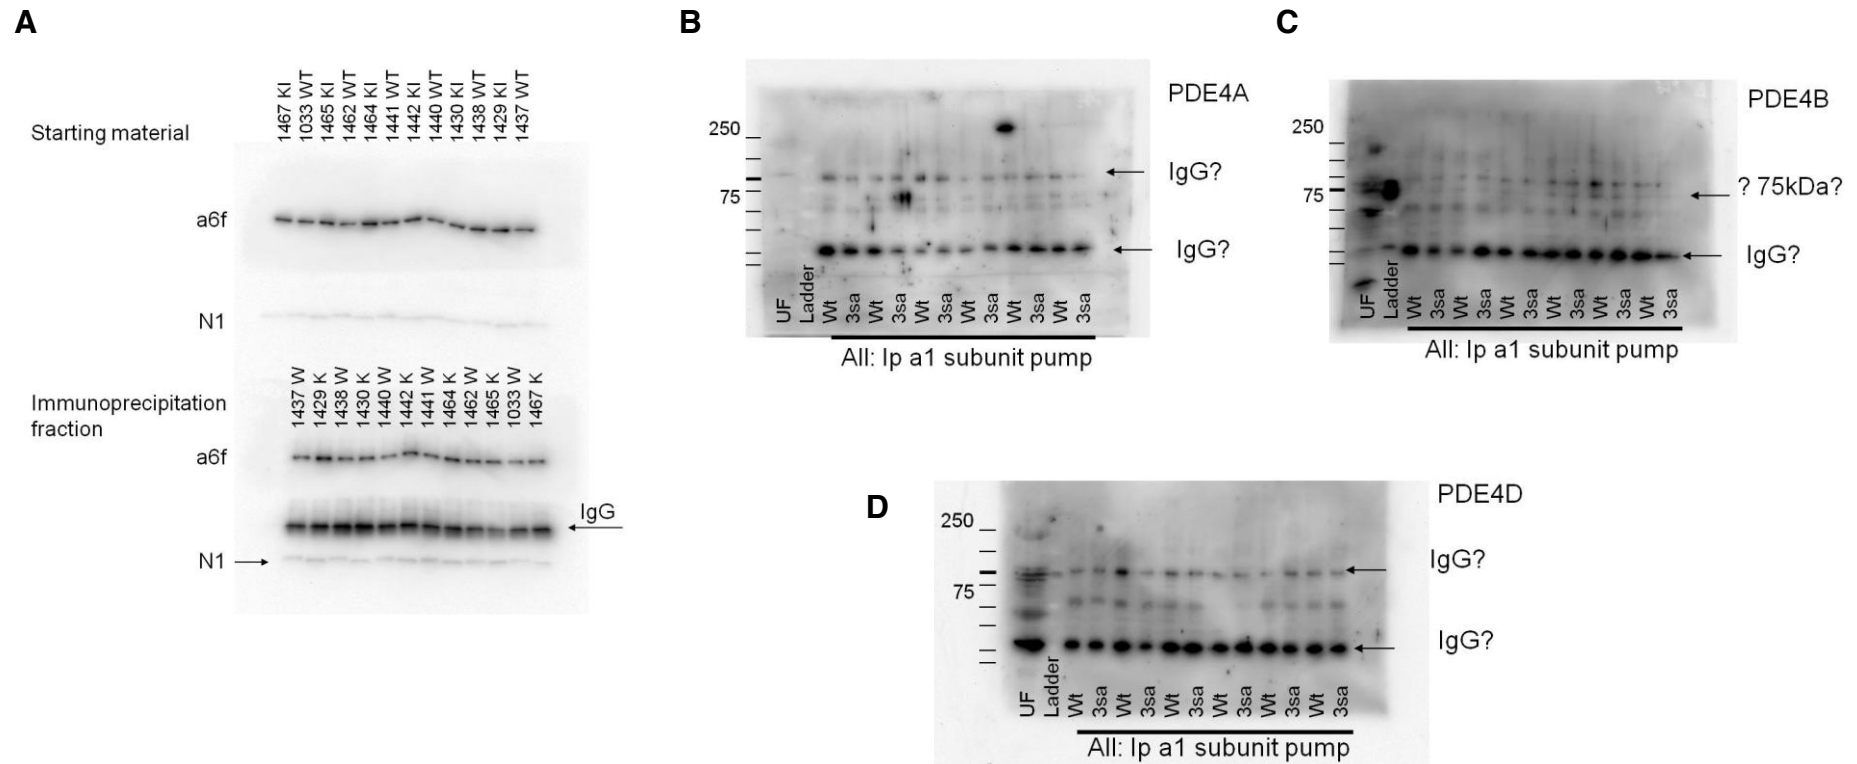 A
Starting material
1467 KI
1033 WT
1465 KI
1462 WT
1464 KI
1441 WT
1442 KI
1440 WT
1430 KI
1438 WT
1429 KI
1437 WT
a6f
N1
Immunoprecipitation
fraction
1437 W
1429 K
1438 W
1430 K
1440 W
1442 K
1441 W
1464 K
1462 W
1465 K
1033 W
1467 K
a6f
IgG
N1
B
PDE4A
250
IgG?
75
IgG?
UF
Ladder
Wt
3sa
Wt
3sa
Wt
3sa
Wt
3sa
Wt
3sa
Wt
3sa
All: Ip a1 subunit pump
C
PDE4B
250
? 75kDa?
75
IgG?
UF
Ladder
Wt
3sa
Wt
3sa
Wt
3sa
Wt
3sa
Wt
3sa
Wt
3sa
All: Ip a1 subunit pump
D
PDE4D
250
IgG?
75
IgG?
UF
Ladder
Wt
3sa
Wt
3sa
Wt
3sa
Wt
3sa
Wt
3sa
Wt
3sa
All: Ip a1 subunit pump